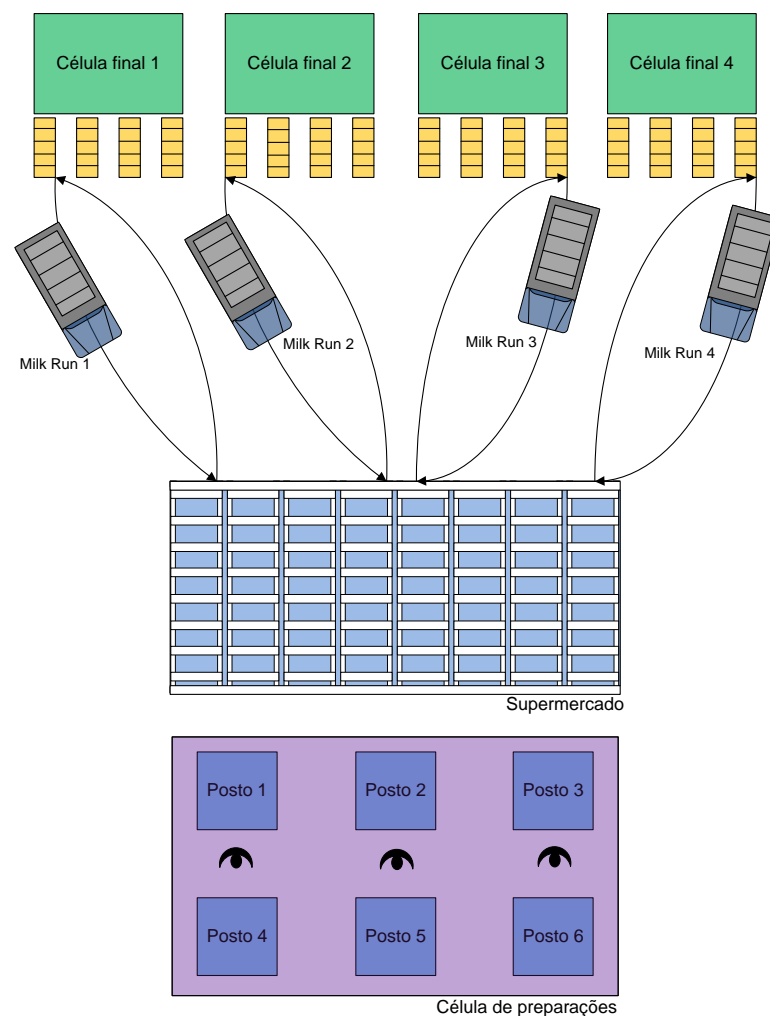 Célula final 1
Célula final 2
Célula final 3
Célula final 4
Milk Run 1
Milk Run 2
Milk Run 3
Milk Run 4
Supermercado
Posto 1
Posto 2
Posto 3
Posto 4
Posto 5
Posto 6
Célula de preparações